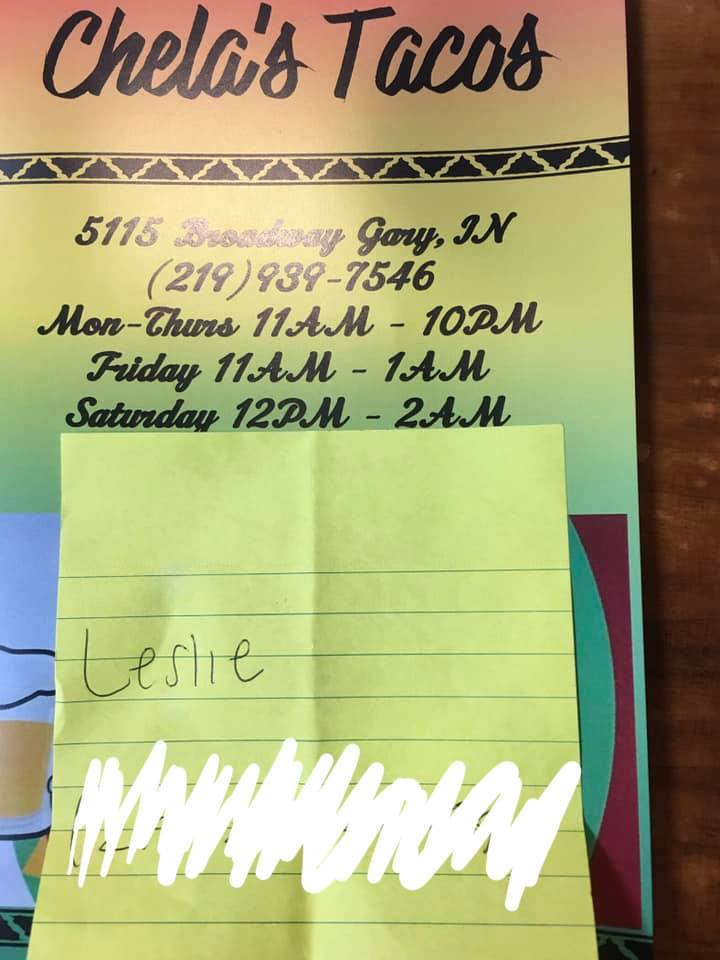 Chela's Tacos
5115 Broadway Gary, IN
(219)939-7546
Mon-Thurs 11AM - 10PM
Friday 11AM - 1AM
Saturday 12PM - 2AM
Leslie